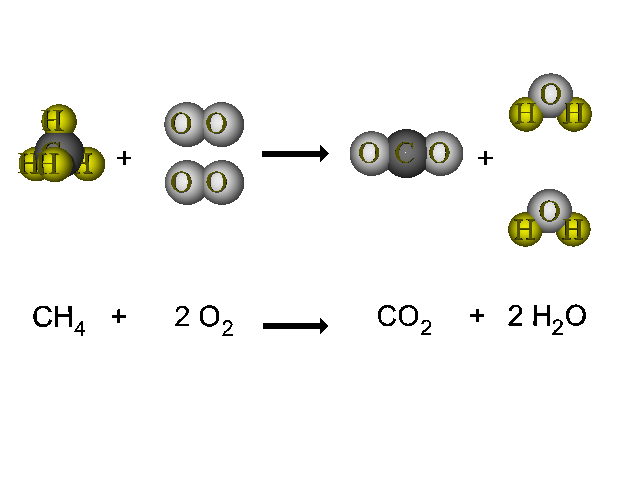 H C H H H + O O O O → O C O + O H H O H H
CH₄ + 2 O₂ → CO₂ + 2 H₂O